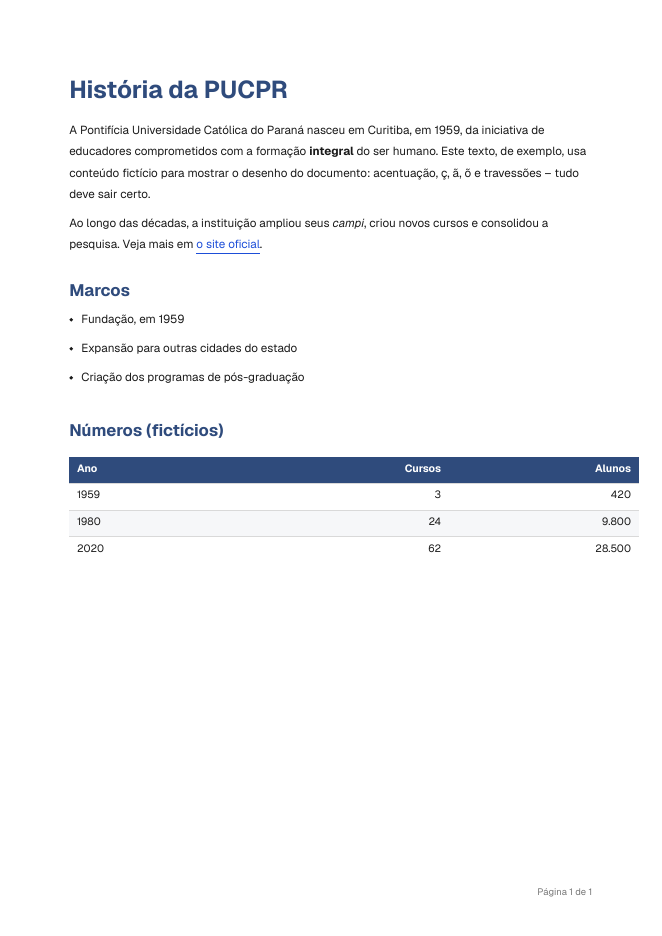 História da PUCPR
A Pontifícia Universidade Católica do Paraná nasceu em Curitiba, em 1959, da iniciativa de
educadores comprometidos com a formação integral do ser humano. Este texto, de exemplo, usa
conteúdo fictício para mostrar o desenho do documento: acentuação, ç, ã, õ e travessões – tudo
deve sair certo.
Ao longo das décadas, a instituição ampliou seus campi, criou novos cursos e consolidou a
pesquisa. Veja mais em o site oficial.
Marcos
• Fundação, em 1959
• Expansão para outras cidades do estado
• Criação dos programas de pós-graduação
Números (fictícios)
Ano Cursos Alunos
1959 3 420
1980 24 9.800
2020 62 28.500
Página 1 de 1